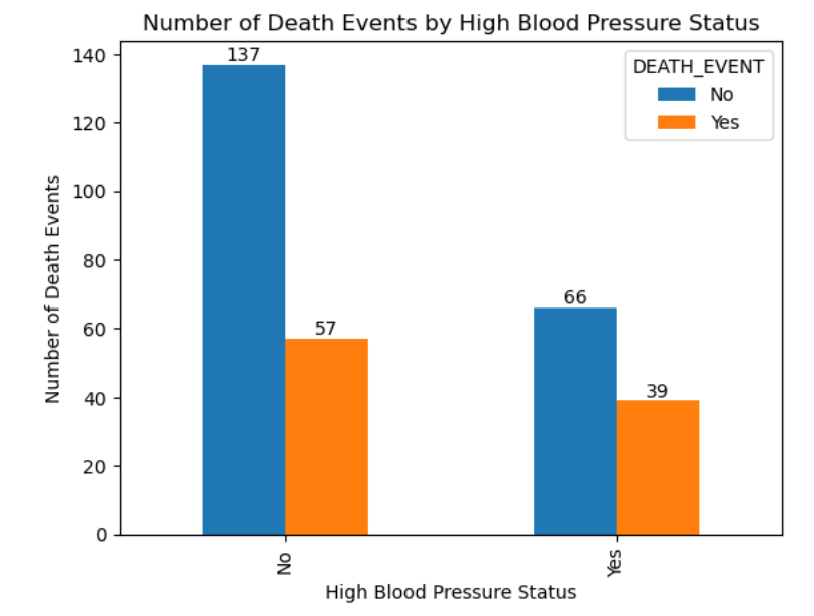 Number of Death Events by High Blood Pressure Status
140
120
100
80
60
40
20
0
Number of Death Events
137
57
66
39
DEATH_EVENT
No
Yes
No
Yes
High Blood Pressure Status